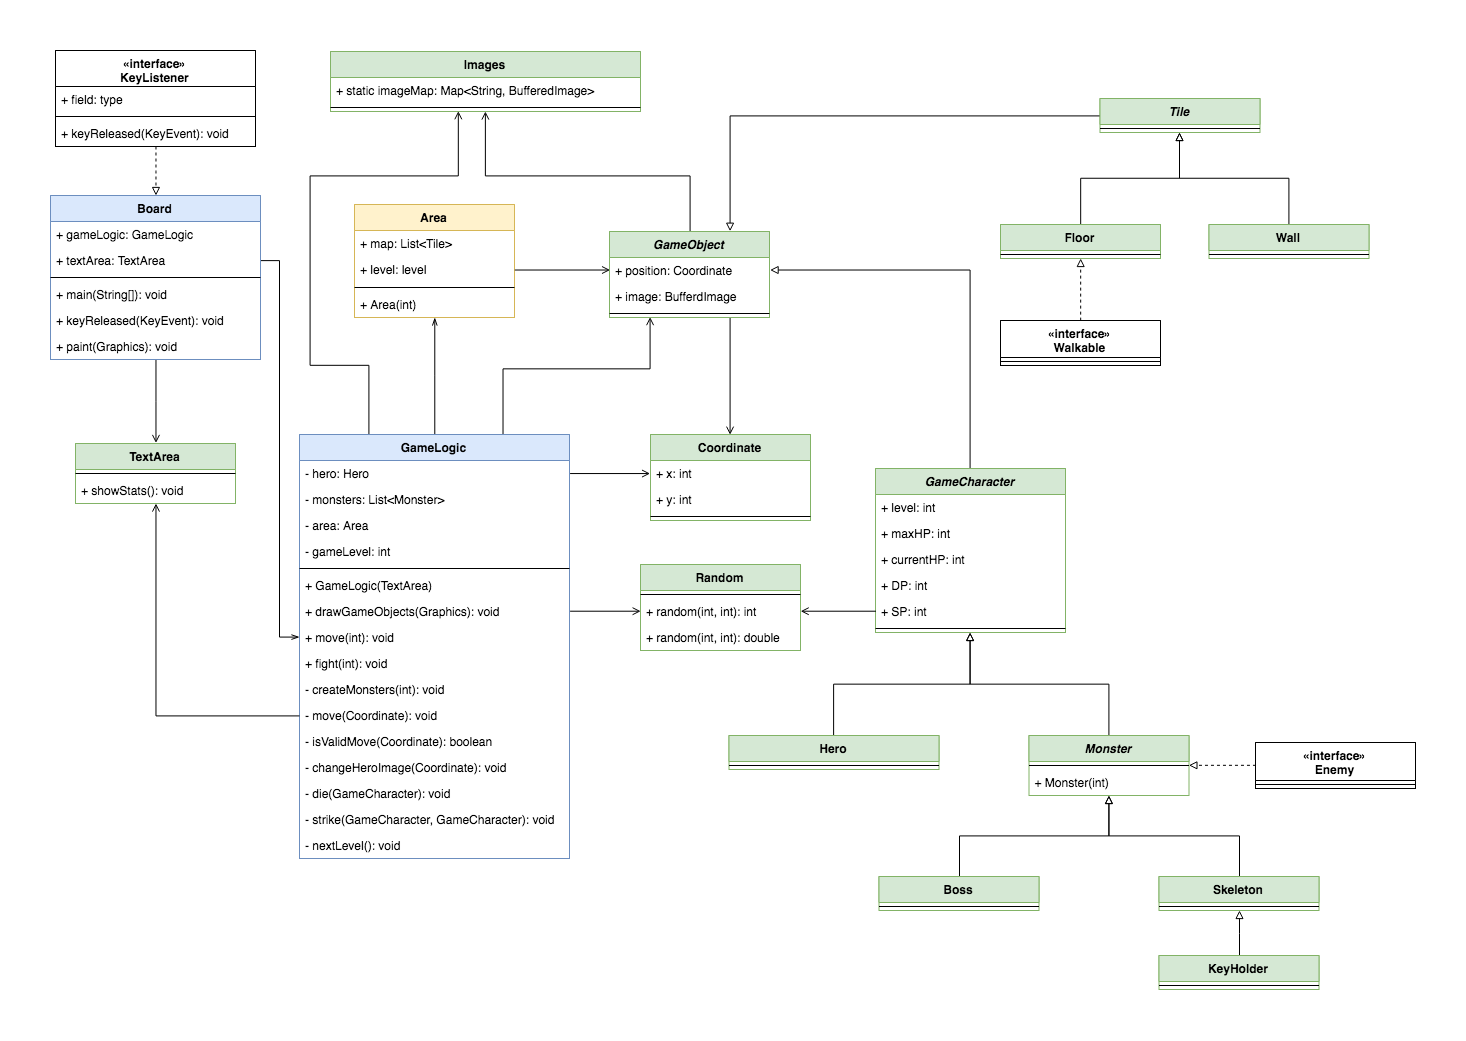 «interface»
KeyListener
+ field: type
+ keyReleased(KeyEvent): void
Images
+ static imageMap: Map<String, BufferedImage>
Tile
Board
+ gameLogic: GameLogic
+ textArea: TextArea
+ main(String[]): void
+ keyReleased(KeyEvent): void
+ paint(Graphics): void
Area
+ map: List<Tile>
+ level: level
+ Area(int)
GameObject
+ position: Coordinate
+ image: BufferdImage
Floor
Wall
«interface»
Walkable
TextArea
+ showStats(): void
GameLogic
- hero: Hero
- monsters: List<Monster>
- area: Area
- gameLevel: int
+ GameLogic(TextArea)
+ drawGameObjects(Graphics): void
+ move(int): void
+ fight(int): void
- createMonsters(int): void
- move(Coordinate): void
- isValidMove(Coordinate): boolean
- changeHeroImage(Coordinate): void
- die(GameCharacter): void
- strike(GameCharacter, GameCharacter): void
- nextLevel(): void
Coordinate
+ x: int
+ y: int
Random
+ random(int, int): int
+ random(int, int): double
GameCharacter
+ level: int
+ maxHP: int
+ currentHP: int
+ DP: int
+ SP: int
Hero
Monster
+ Monster(int)
«interface»
Enemy
Boss
Skeleton
KeyHolder